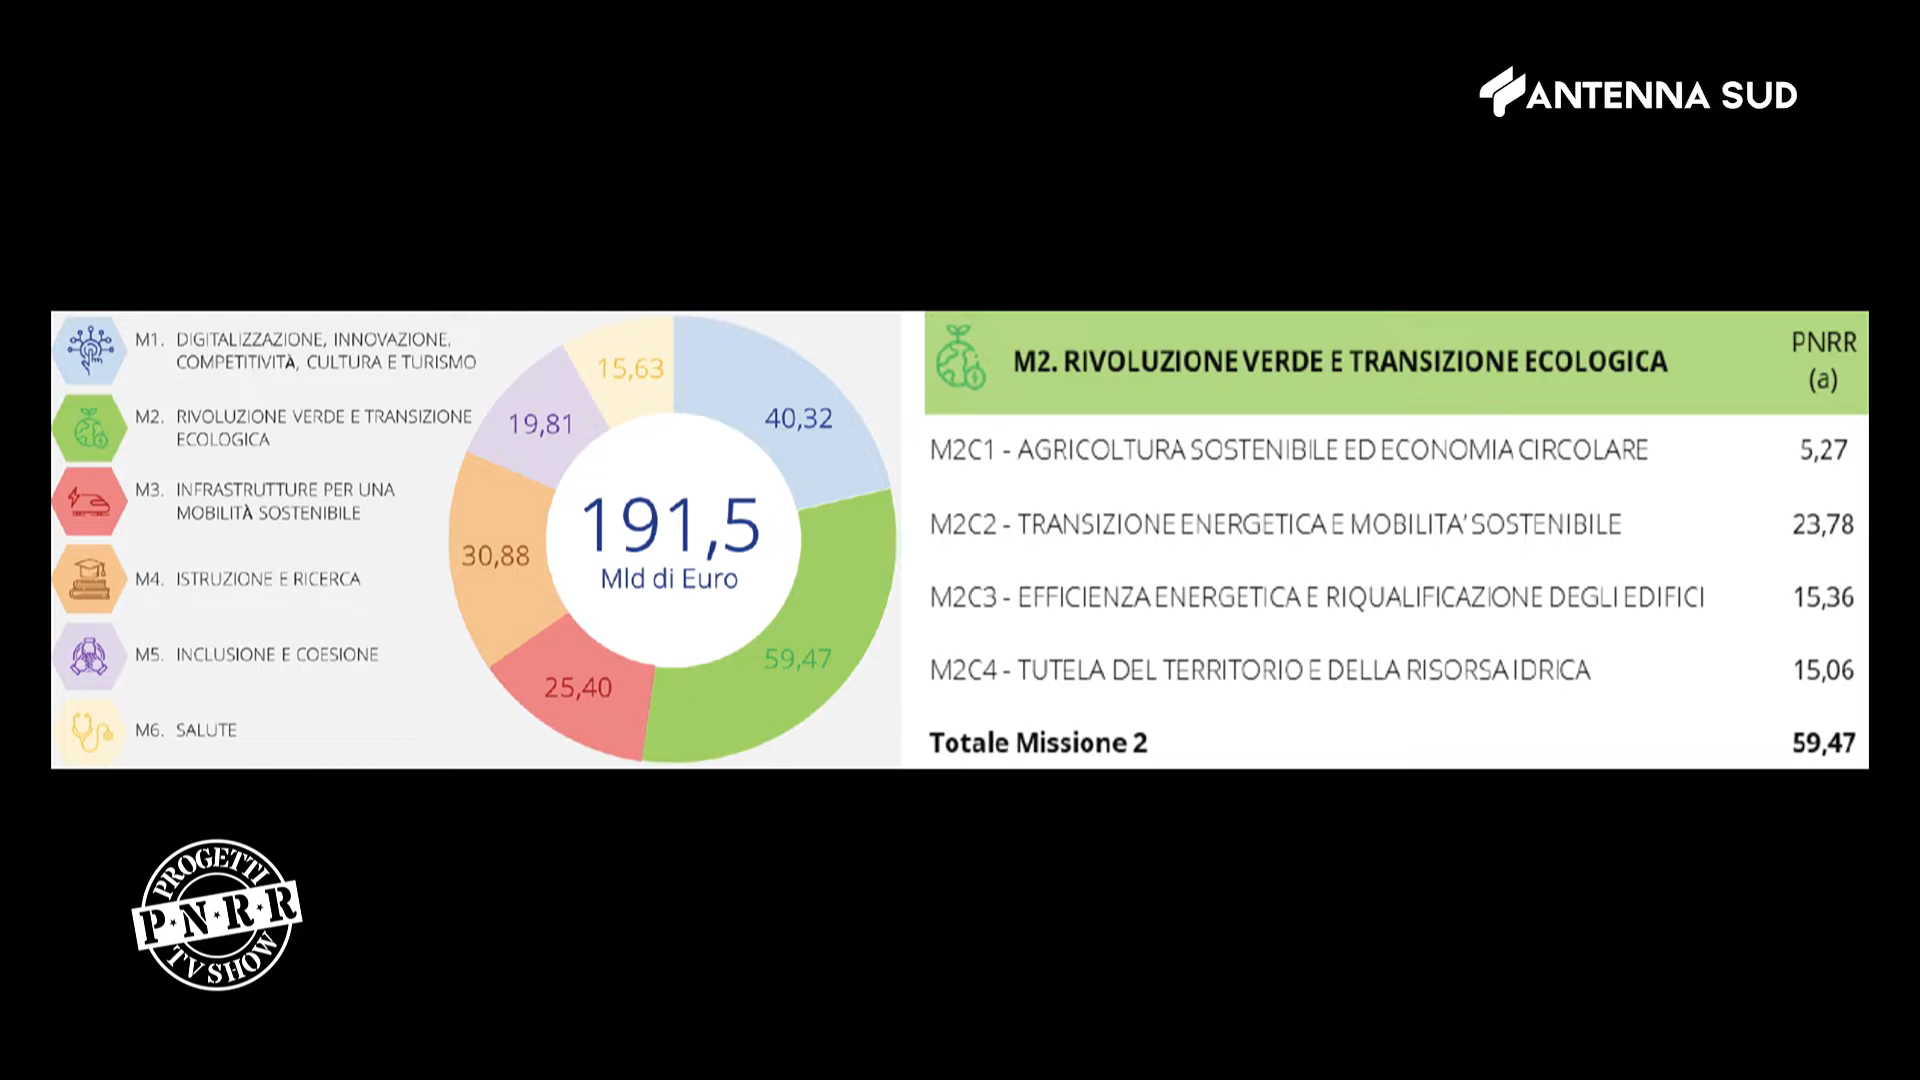 ANTENNA SUD
M1. DIGITALIZZAZIONE, INNOVAZIONE,
COMPETITIVITÀ, CULTURA E TURISMO
M2. RIVOLUZIONE VERDE E TRANSIZIONE
ECOLOGICA
M3. INFRASTRUTTURE PER UNA
MOBILITÀ SOSTENIBILE
M4. ISTRUZIONE E RICERCA
M5. INCLUSIONE E COESIONE
M6. SALUTE
15,63
40,32
19,81
30,88
59,47
25,40
191,5
Mld di Euro
M2. RIVOLUZIONE VERDE E TRANSIZIONE ECOLOGICA
PNRR
(a)
M2C1 - AGRICOLTURA SOSTENIBILE ED ECONOMIA CIRCOLARE 5,27
M2C2 - TRANSIZIONE ENERGETICA E MOBILITA' SOSTENIBILE 23,78
M2C3 - EFFICIENZA ENERGETICA E RIQUALIFICAZIONE DEGLI EDIFICI 15,36
M2C4 - TUTELA DEL TERRITORIO E DELLA RISORSA IDRICA 15,06
Totale Missione 2 59,47
PROGETTI
P·N·R·R
TV SHOW